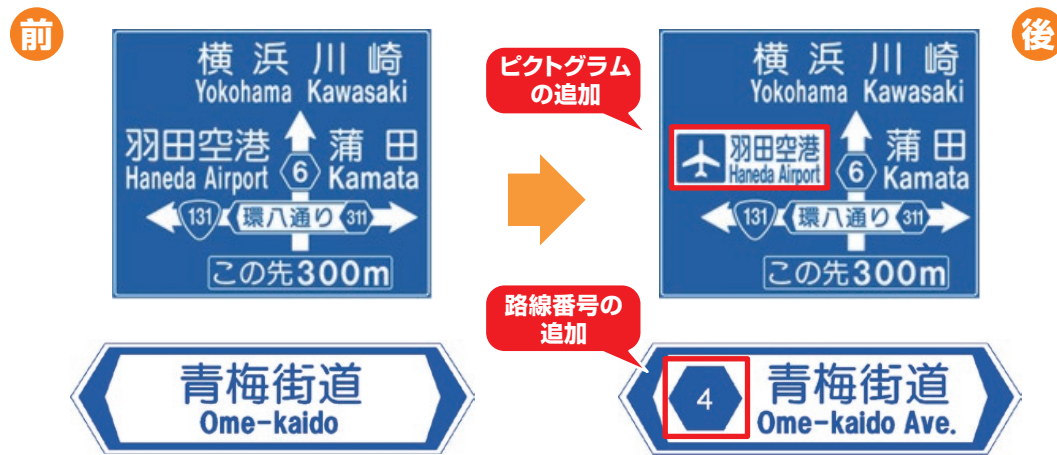 前
横浜 川崎
Yokohama Kawasaki
羽田空港 蒲田
Haneda Airport 6 Kamata
131 環八通り 311
この先300m
青梅街道
Ome-kaido
ピクトグラム
の追加
路線番号の
追加
後
横浜 川崎
Yokohama Kawasaki
羽田空港 蒲田
Haneda Airport 6 Kamata
131 環八通り 311
この先300m
4 青梅街道
Ome-kaido Ave.